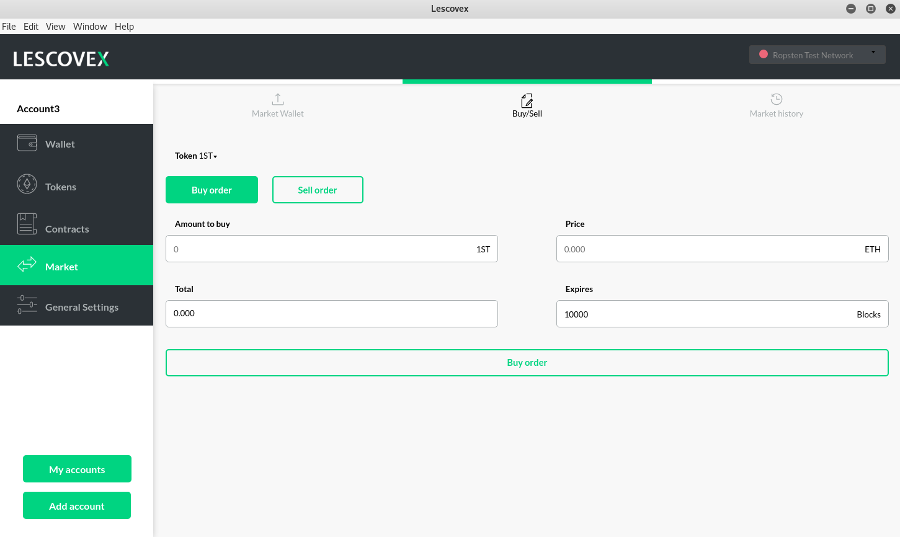 Lescovex
File Edit View Window Help
LESCOVEX
Ropsten Test Network
Account3
Wallet
Tokens
Contracts
Market
General Settings
My accounts
Add account
Market Wallet
Buy/Sell
Market history
Token 1ST
Buy order
Sell order
Amount to buy
Price
0 1ST
0.000 ETH
Total
Expires
0.000
10000 Blocks
Buy order